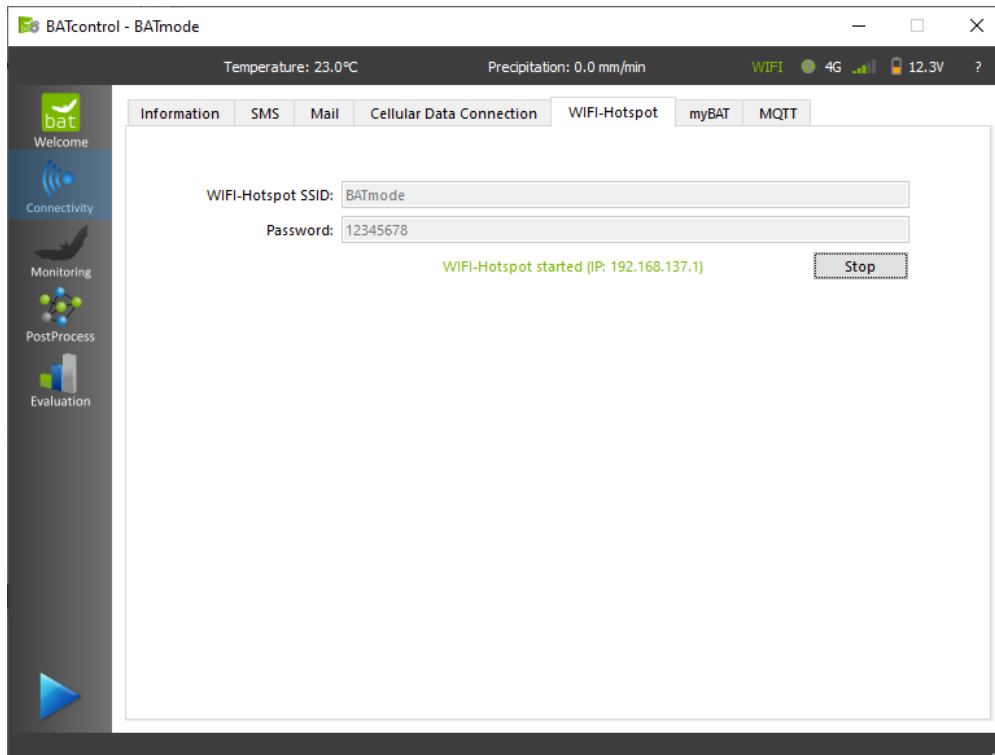 BATcontrol - BATmode
Temperature: 23.0°C Precipitation: 0.0 mm/min WIFI 4G 12.3V ?
bat
Welcome
Connectivity
Monitoring
PostProcess
Evaluation
Information SMS Mail Cellular Data Connection WIFI-Hotspot myBAT MQTT
WIFI-Hotspot SSID: BATmode
Password: 12345678
WIFI-Hotspot started (IP: 192.168.137.1) Stop